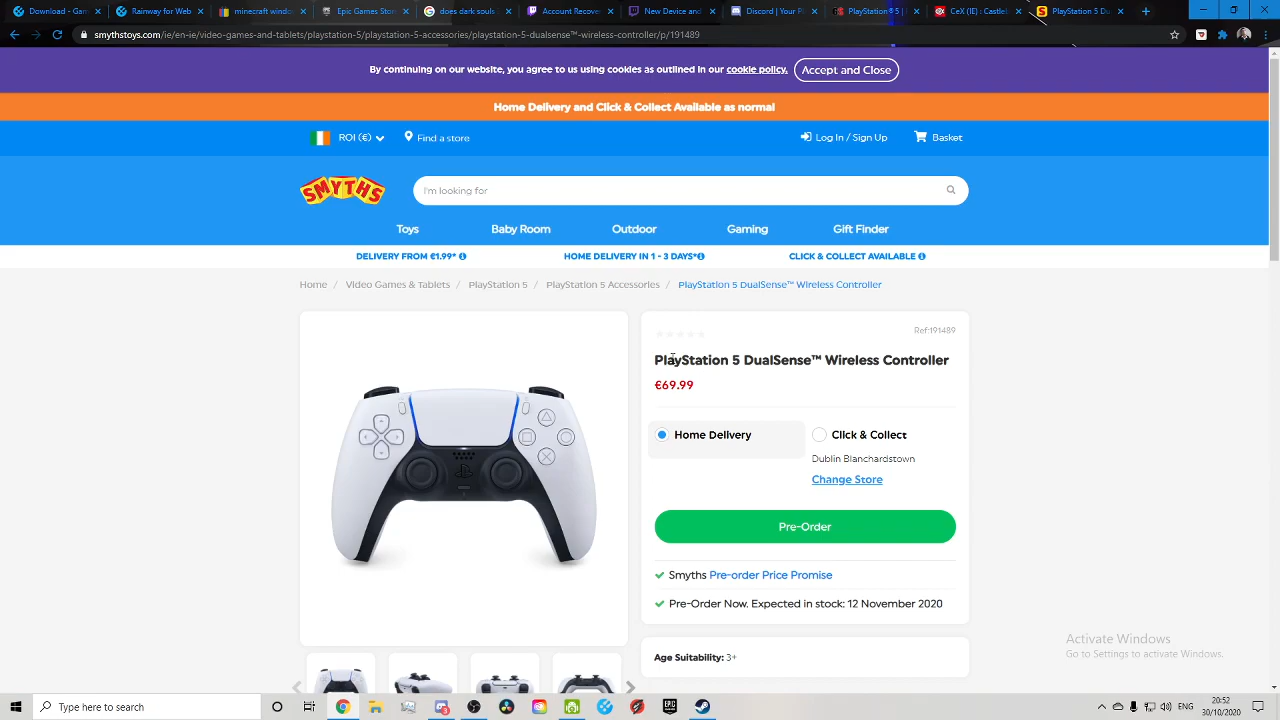 Download - Gam
Rainway for Web
minecraft window
Epic Games Stor
does dark souls
Account Recover
New Device and
Discord | Your Pl
PlayStation®5 |
CeX (IE) : Castlek
PlayStation 5 Du
smythstoys.com/ie/en-ie/video-games-and-tablets/playstation-5/playstation-5-accessories/playstation-5-dualsense™-wireless-controller/p/191489
By continuing on our website, you agree to us using cookies as outlined in our cookie policy. Accept and Close
Home Delivery and Click & Collect Available as normal
ROI (€) Find a store Log In / Sign Up Basket
SMYTHS I'm looking for
Toys Baby Room Outdoor Gaming Gift Finder
DELIVERY FROM €1.99* HOME DELIVERY IN 1 - 3 DAYS* CLICK & COLLECT AVAILABLE
Home / Video Games & Tablets / PlayStation 5 / PlayStation 5 Accessories / PlayStation 5 DualSense™ Wireless Controller
Ref:191489
PlayStation 5 DualSense™ Wireless Controller
€69.99
Home Delivery
Click & Collect
Dublin Blanchardstown
Change Store
Pre-Order
Smyths Pre-order Price Promise
Pre-Order Now. Expected in stock: 12 November 2020
Age Suitability: 3+
Activate Windows
Go to Settings to activate Windows.
Type here to search
ENG
20:52
30/10/2020